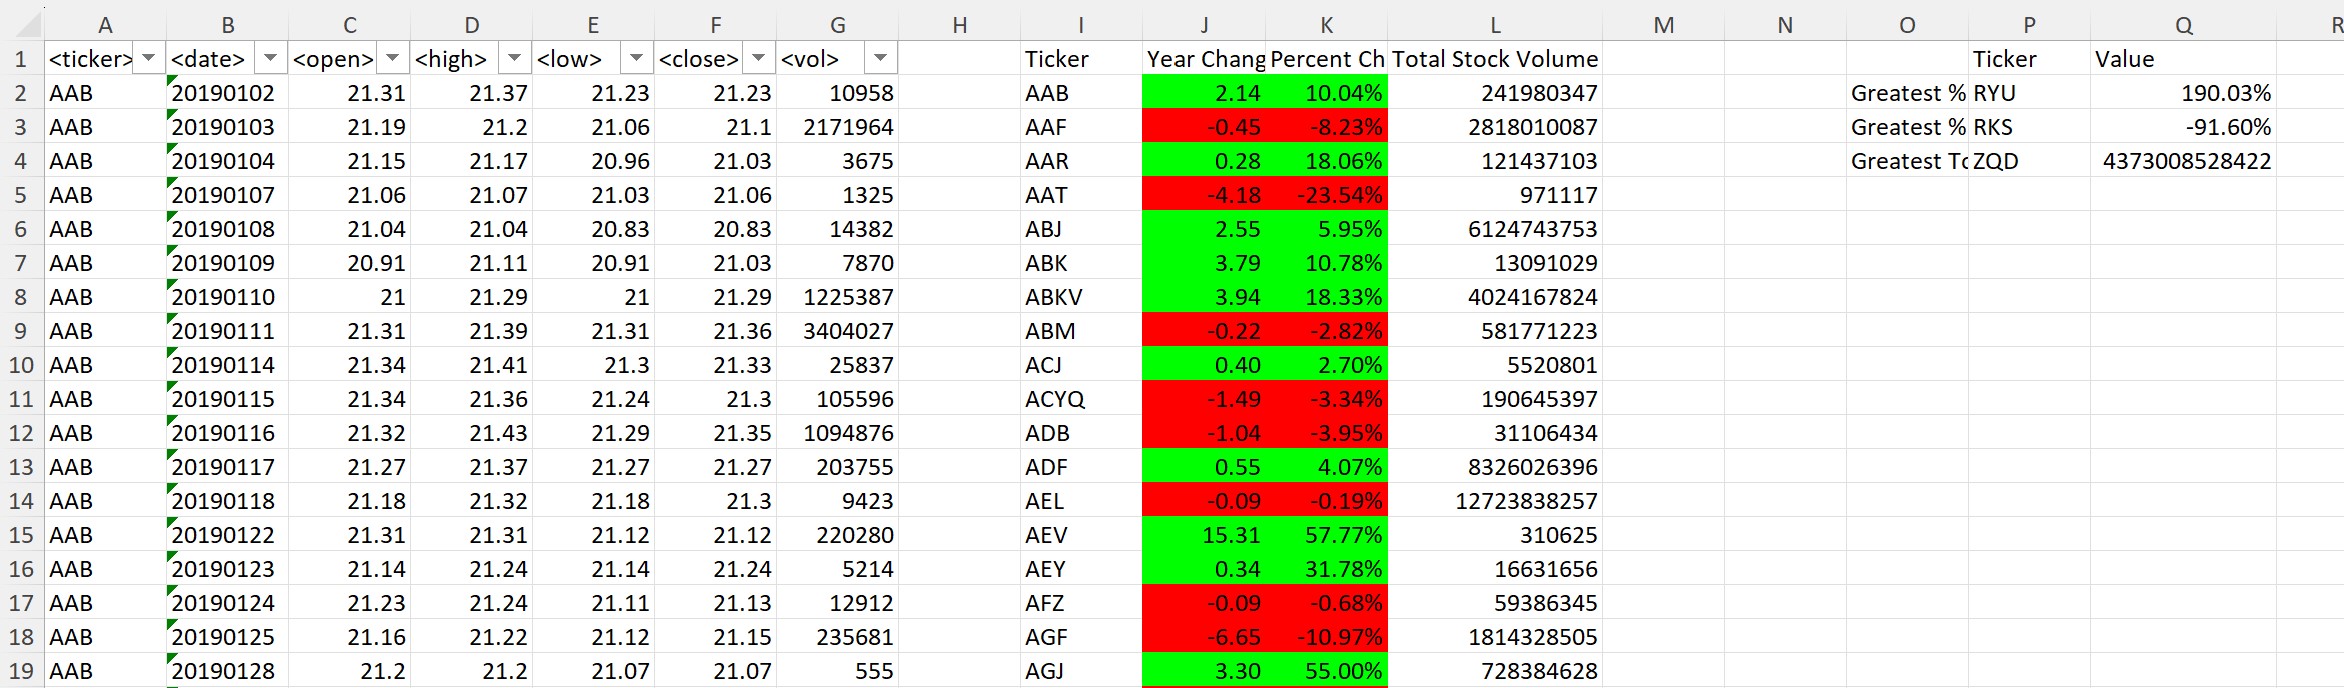 A B C D E F G H I J K L M N O P Q R
1 <ticker> <date> <open> <high> <low> <close> <vol> Ticker Year Chang Percent Ch Total Stock Volume Ticker Value
2 AAB 20190102 21.31 21.37 21.23 21.23 10958 AAB 2.14 10.04% 241980347 Greatest % RYU 190.03%
3 AAB 20190103 21.19 21.2 21.06 21.1 2171964 AAF -0.45 -8.23% 2818010087 Greatest % RKS -91.60%
4 AAB 20190104 21.15 21.17 20.96 21.03 3675 AAR 0.28 18.06% 121437103 Greatest To ZQD 4373008528422
5 AAB 20190107 21.06 21.07 21.03 21.06 1325 AAT -4.18 -23.54% 971117
6 AAB 20190108 21.04 21.04 20.83 20.83 14382 ABJ 2.55 5.95% 6124743753
7 AAB 20190109 20.91 21.11 20.91 21.03 7870 ABK 3.79 10.78% 13091029
8 AAB 20190110 21 21.29 21 21.29 1225387 ABKV 3.94 18.33% 4024167824
9 AAB 20190111 21.31 21.39 21.31 21.36 3404027 ABM -0.22 -2.82% 581771223
10 AAB 20190114 21.34 21.41 21.3 21.33 25837 ACJ 0.40 2.70% 5520801
11 AAB 20190115 21.34 21.36 21.24 21.3 105596 ACYQ -1.49 -3.34% 190645397
12 AAB 20190116 21.32 21.43 21.29 21.35 1094876 ADB -1.04 -3.95% 31106434
13 AAB 20190117 21.27 21.37 21.27 21.27 203755 ADF 0.55 4.07% 8326026396
14 AAB 20190118 21.18 21.32 21.18 21.3 9423 AEL -0.09 -0.19% 12723838257
15 AAB 20190122 21.31 21.31 21.12 21.12 220280 AEV 15.31 57.77% 310625
16 AAB 20190123 21.14 21.24 21.14 21.24 5214 AEY 0.34 31.78% 16631656
17 AAB 20190124 21.23 21.24 21.11 21.13 12912 AFZ -0.09 -0.68% 59386345
18 AAB 20190125 21.16 21.22 21.12 21.15 235681 AGF -6.65 -10.97% 1814328505
19 AAB 20190128 21.2 21.2 21.07 21.07 555 AGJ 3.30 55.00% 728384628